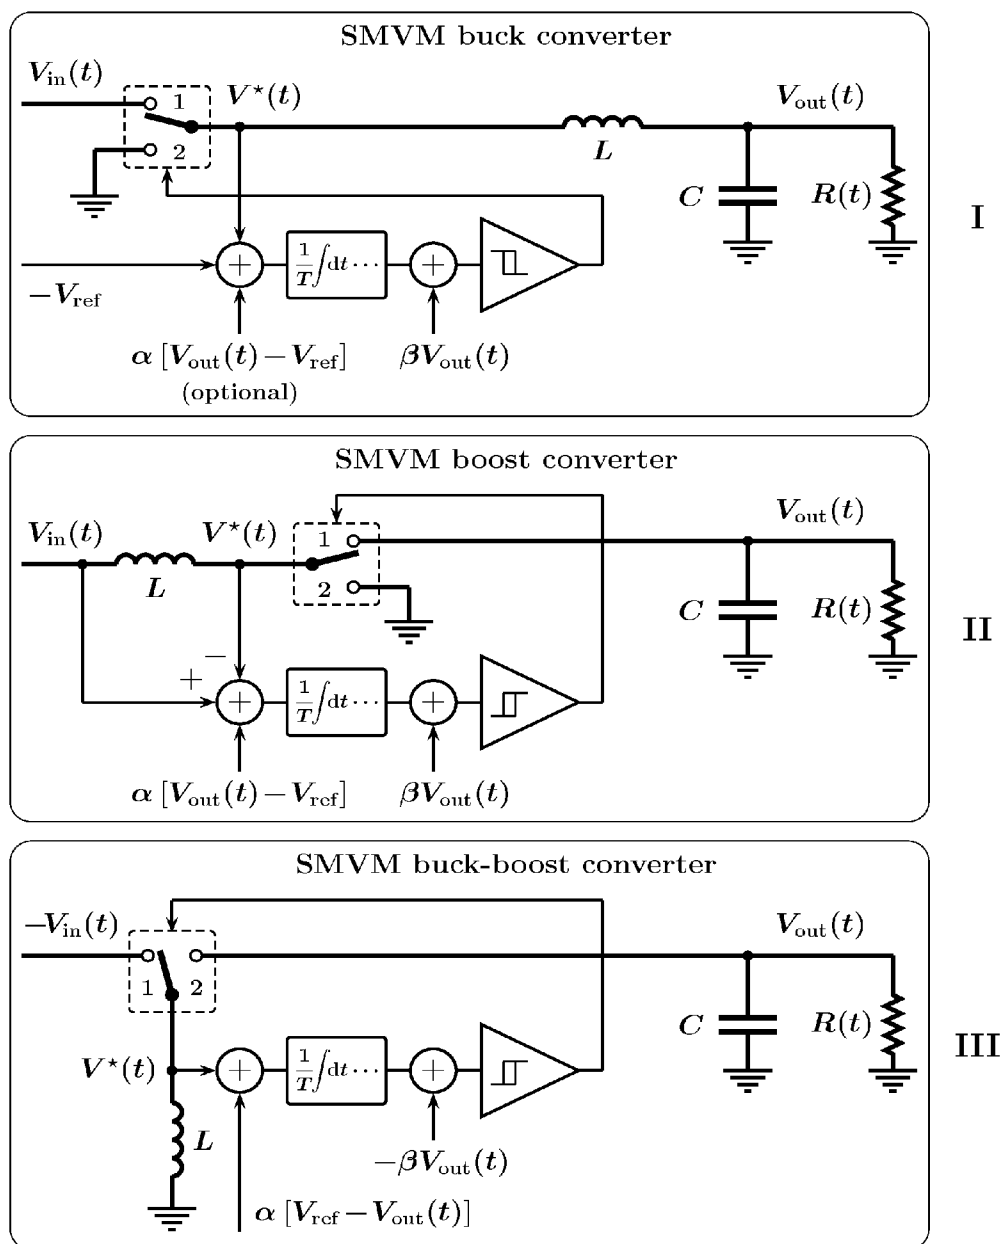 SMVM buck converter
V_in(t)
1
V*(t)
V_out(t)
2
L
C
R(t)
I
+
1/T ∫dt ···
+
−V_ref
α [V_out(t) − V_ref]
βV_out(t)
(optional)
SMVM boost converter
V_in(t)
V*(t)
1
V_out(t)
L
2
C
R(t)
II
−
+
+
1/T ∫dt ···
+
α [V_out(t) − V_ref]
βV_out(t)
SMVM buck-boost converter
−V_in(t)
V_out(t)
1
2
C
R(t)
III
V*(t)
+
1/T ∫dt ···
+
L
−βV_out(t)
α [V_ref − V_out(t)]